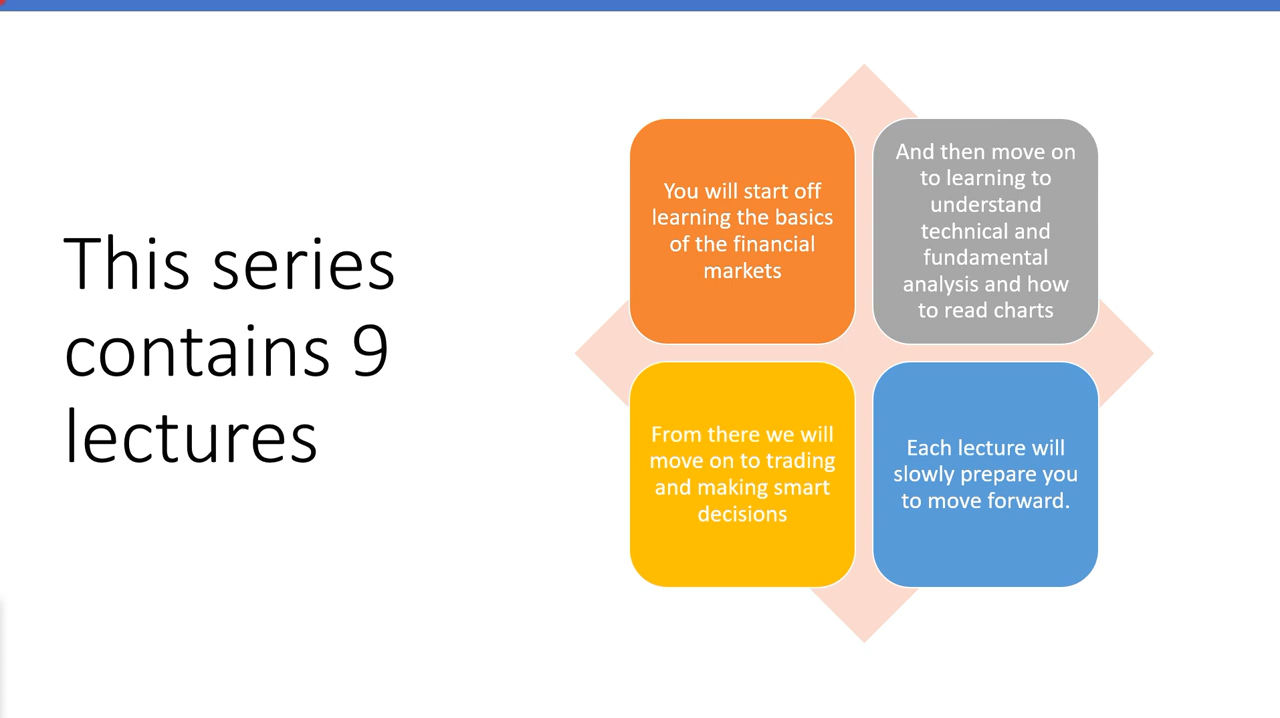 This series
contains 9
lectures
You will start off
learning the basics
of the financial
markets
And then move on
to learning to
understand
technical and
fundamental
analysis and how
to read charts
From there we will
move on to trading
and making smart
decisions
Each lecture will
slowly prepare you
to move forward.